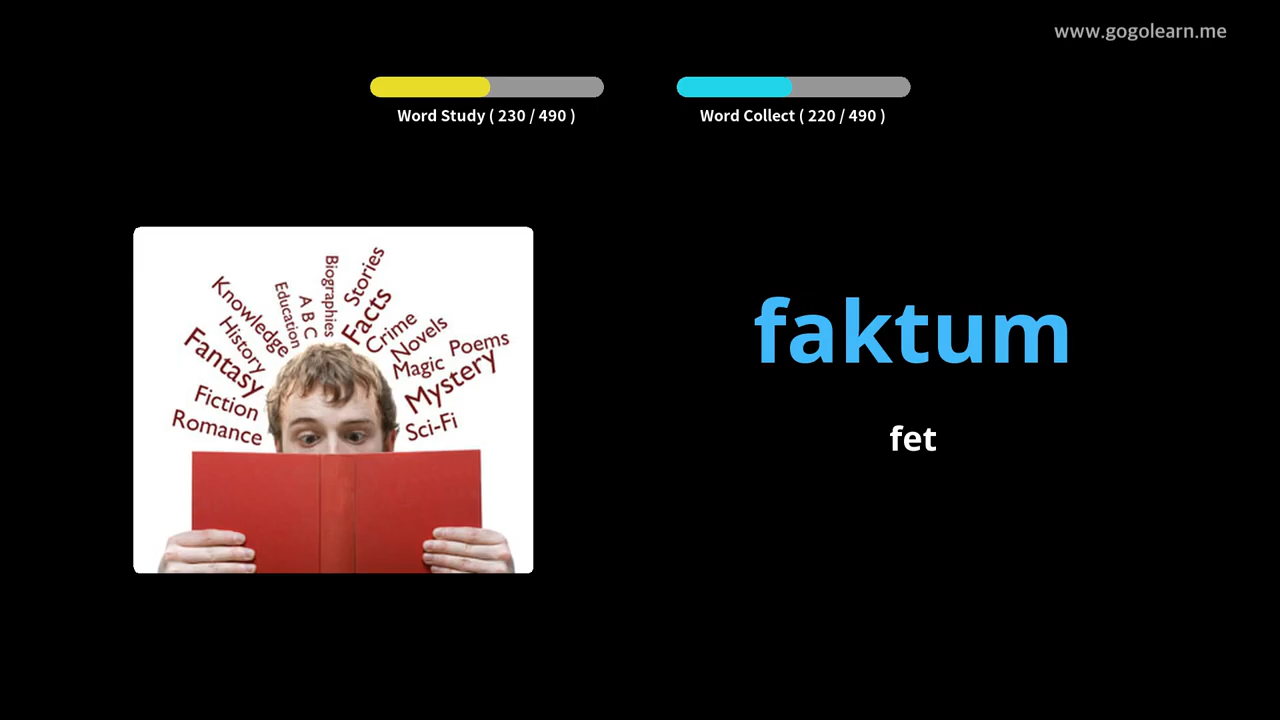 www.gogolearn.me
Word Study ( 230 / 490 )
Word Collect ( 220 / 490 )
Romance
Fiction
Fantasy
History
Knowledge
Education
A B C
Biographies
Stories
Facts
Crime
Novels
Magic
Poems
Mystery
Sci-Fi
faktum
fet